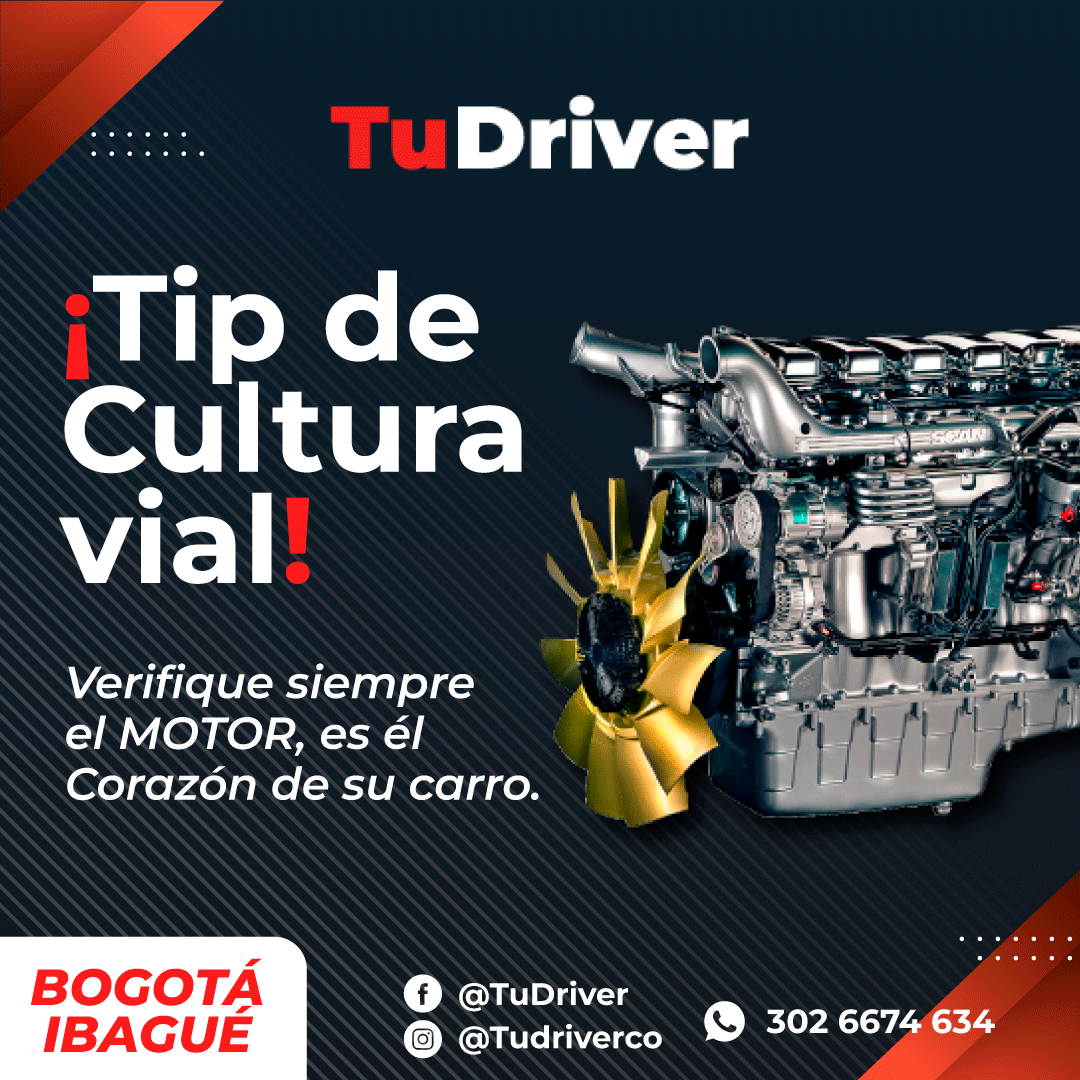 TuDriver
¡Tip de
Cultura
vial!
Verifique siempre
el MOTOR, es él
Corazón de su carro.
BOGOTÁ
IBAGUÉ
@TuDriver
@Tudriverco
302 6674 634